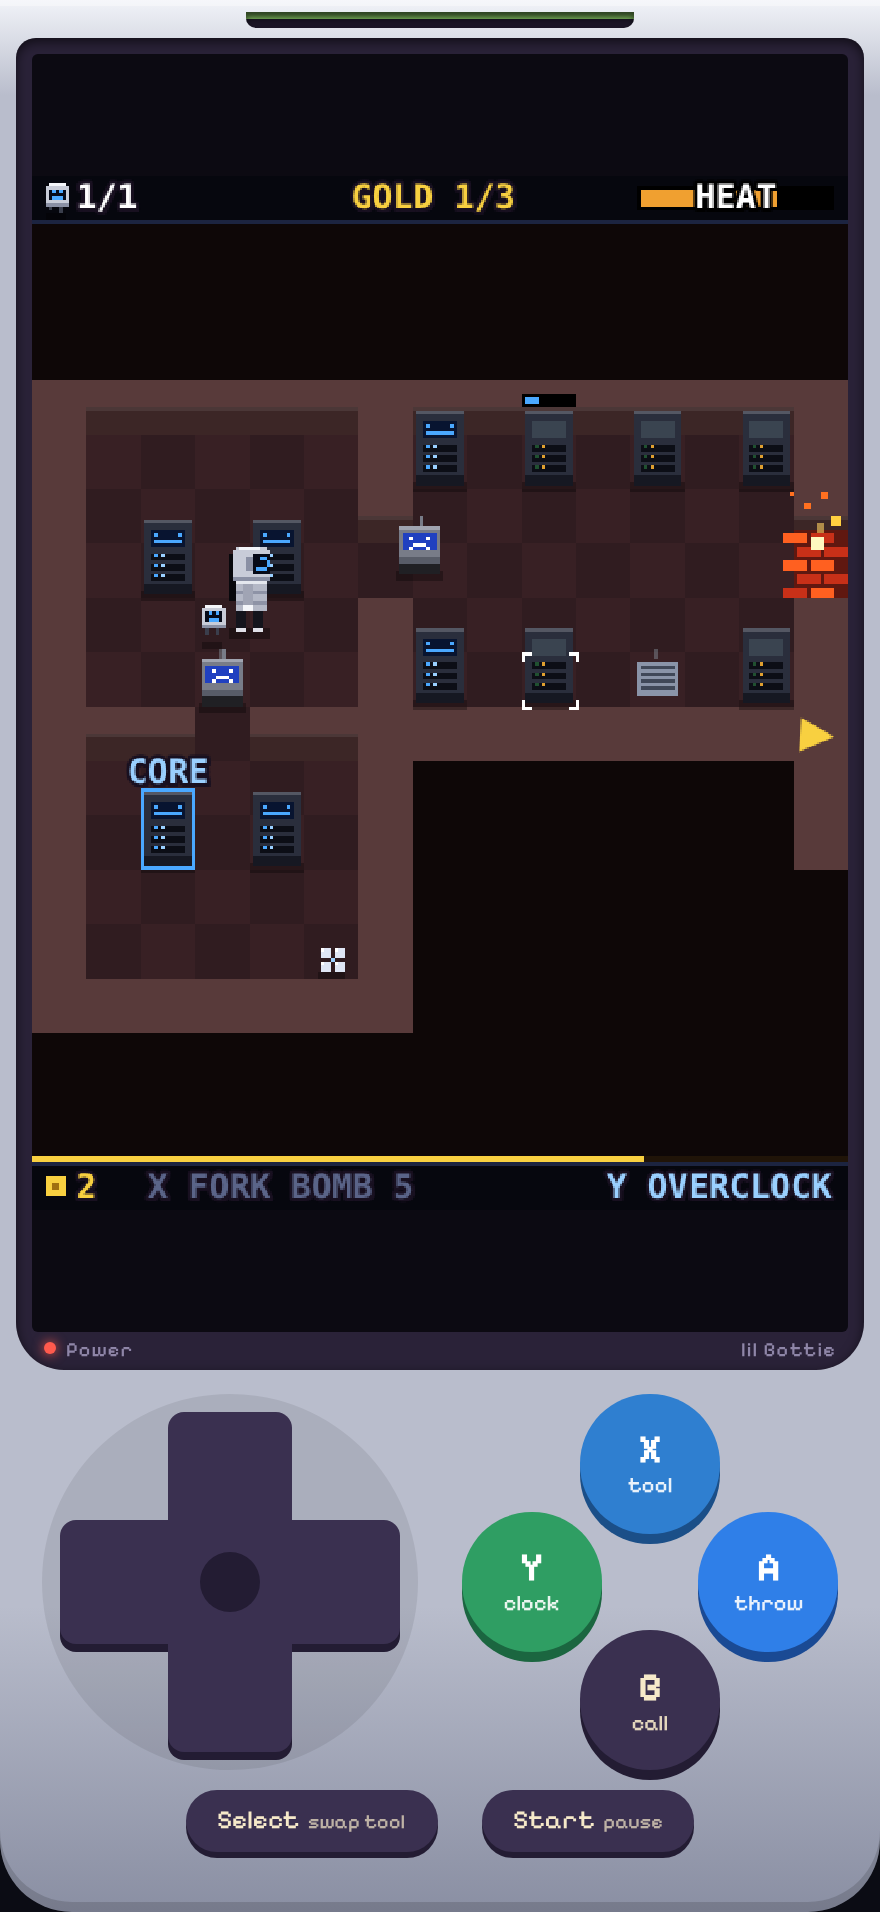 1/1
GOLD 1/3
HEAT
CORE
2
X FORK BOMB 5
Y OVERCLOCK
Power
lil Bottie
X
tool
Y
clock
A
throw
B
call
Select swap tool
Start pause